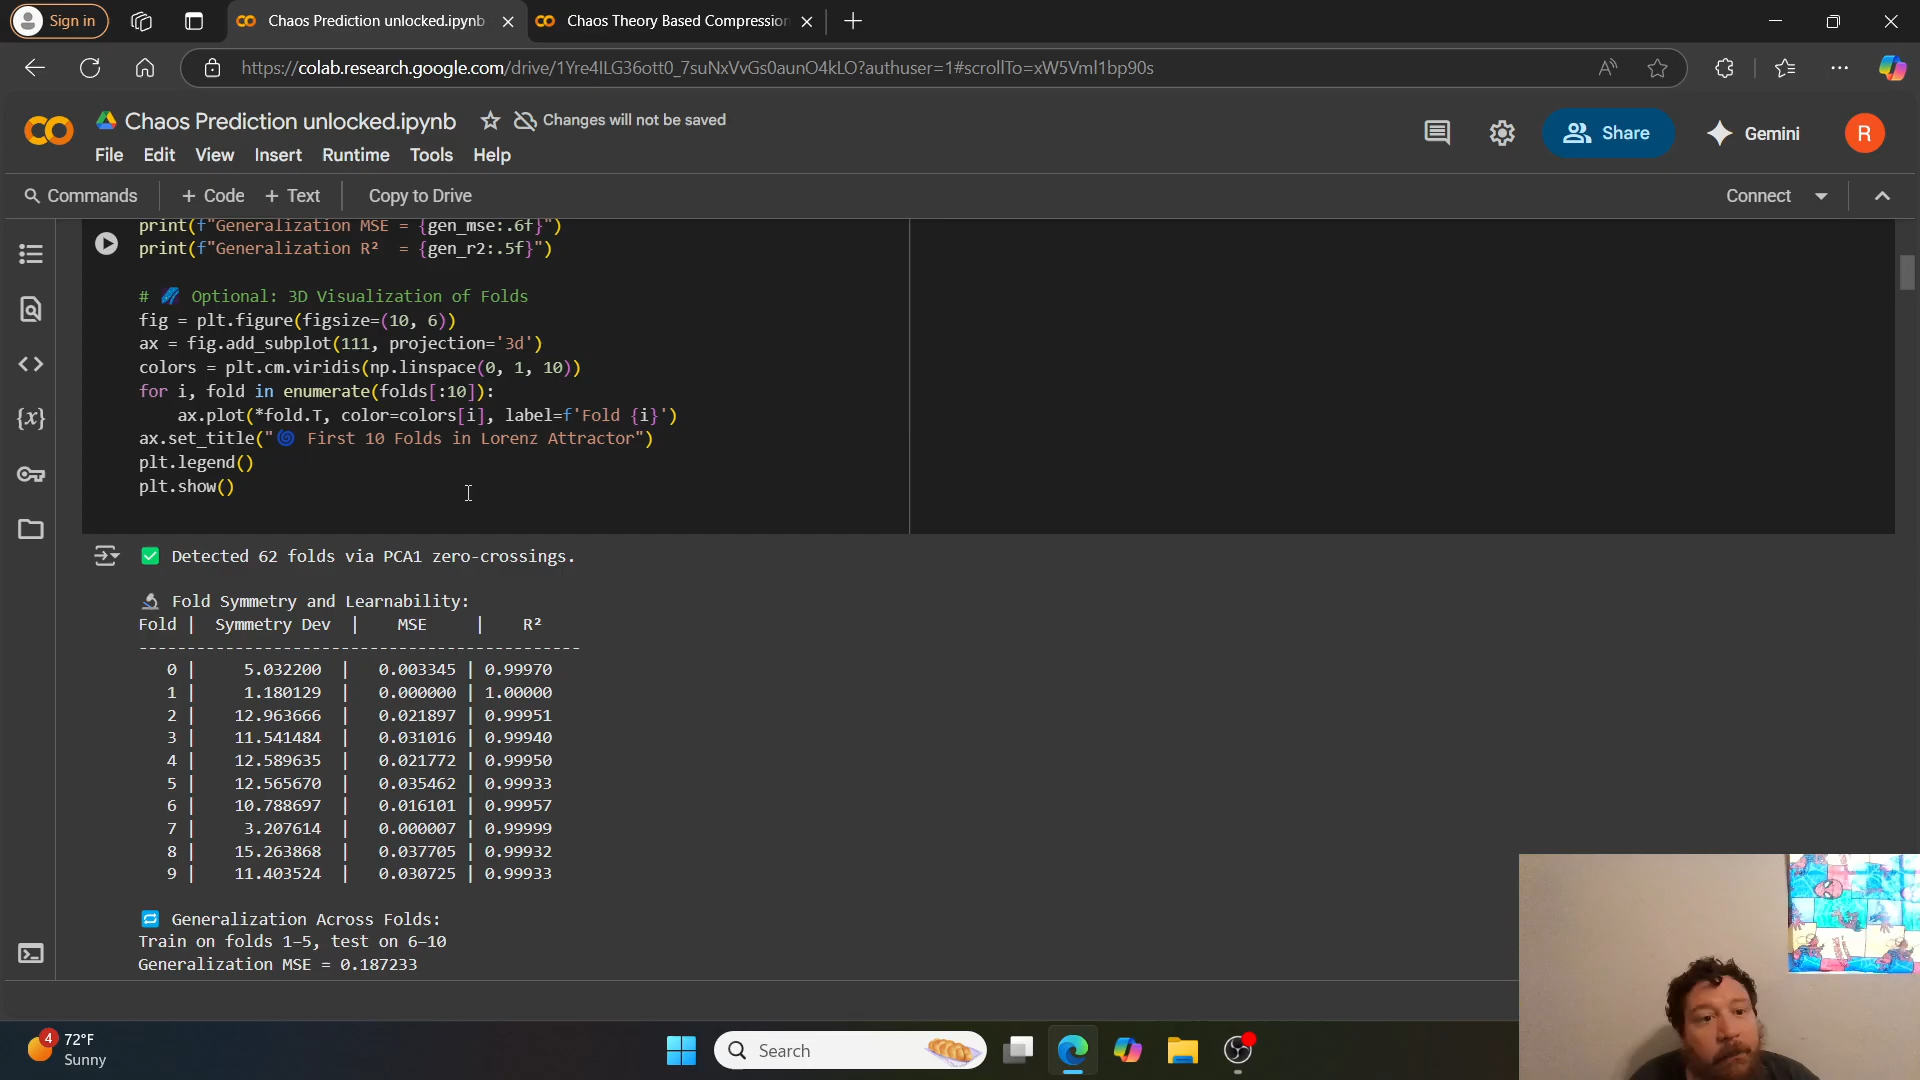 Sign in
Chaos Prediction unlocked.ipynb
Chaos Theory Based Compression
https://colab.research.google.com/drive/1Yre4ILG36ott0_7suNxVvGs0aunO4kLO?authuser=1#scrollTo=xW5Vml1bp90s
Chaos Prediction unlocked.ipynb
Changes will not be saved
Share
Gemini
R
File Edit View Insert Runtime Tools Help
Commands
+ Code + Text
Copy to Drive
Connect
print(f"Generalization MSE = {gen_mse:.6f}")
print(f"Generalization R²  = {gen_r2:.5f}")
# 🌌 Optional: 3D Visualization of Folds
fig = plt.figure(figsize=(10, 6))
ax = fig.add_subplot(111, projection='3d')
colors = plt.cm.viridis(np.linspace(0, 1, 10))
for i, fold in enumerate(folds[:10]):
    ax.plot(*fold.T, color=colors[i], label=f'Fold {i}')
ax.set_title("🌀 First 10 Folds in Lorenz Attractor")
plt.legend()
plt.show()
✅ Detected 62 folds via PCA1 zero-crossings.
🔬 Fold Symmetry and Learnability:
Fold | Symmetry Dev | MSE | R²
----------------------------------------------
0 | 5.032200 | 0.003345 | 0.99970
1 | 1.180129 | 0.000000 | 1.00000
2 | 12.963666 | 0.021897 | 0.99951
3 | 11.541484 | 0.031016 | 0.99940
4 | 12.589635 | 0.021772 | 0.99950
5 | 12.565670 | 0.035462 | 0.99933
6 | 10.788697 | 0.016101 | 0.99957
7 | 3.207614 | 0.000007 | 0.99999
8 | 15.263868 | 0.037705 | 0.99932
9 | 11.403524 | 0.030725 | 0.99933
🔁 Generalization Across Folds:
Train on folds 1–5, test on 6–10
Generalization MSE = 0.187233
4
72°F
Sunny
Search